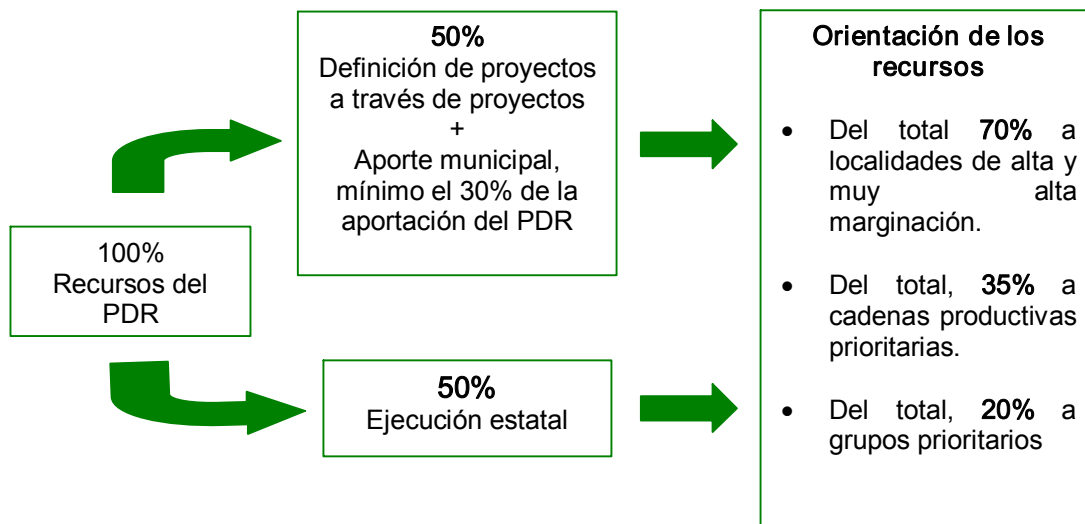 100%
Recursos del
PDR
50%
Definición de proyectos
a través de proyectos
+
Aporte municipal,
mínimo el 30% de la
aportación del PDR
50%
Ejecución estatal
Orientación de los
recursos
• Del total 70% a
localidades de alta y
muy alta
marginación.
• Del total, 35% a
cadenas productivas
prioritarias.
• Del total, 20% a
grupos prioritarios